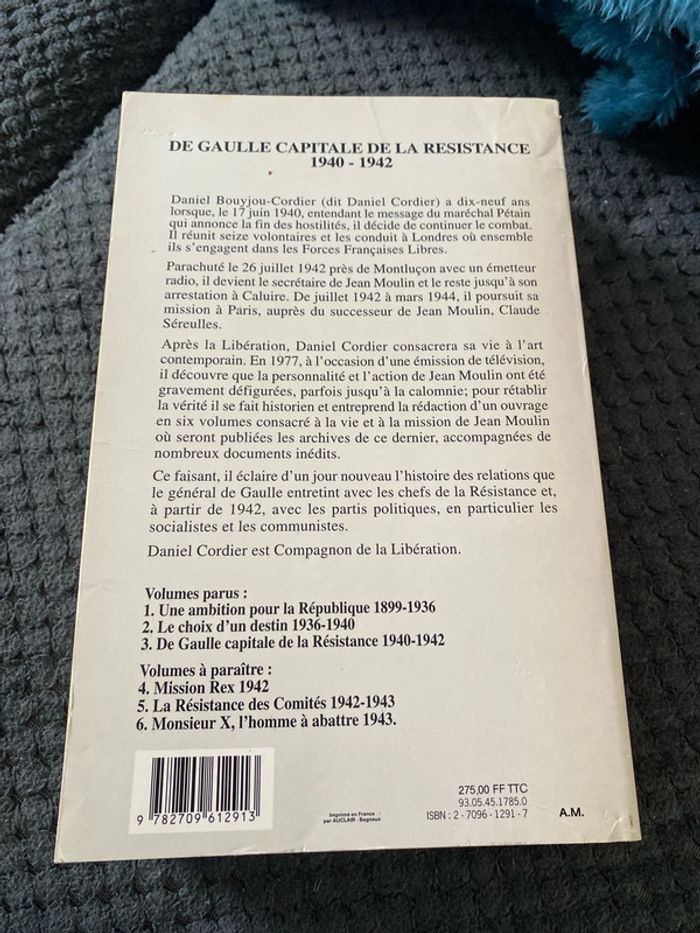 DE GAULLE CAPITALE DE LA RESISTANCE
1940 - 1942
Daniel Bouyjou-Cordier (dit Daniel Cordier) a dix-neuf ans
lorsque, le 17 juin 1940, entendant le message du maréchal Pétain
qui annonce la fin des hostilités, il décide de continuer le combat.
Il réunit seize volontaires et les conduit à Londres où ensemble
ils s'engagent dans les Forces Françaises Libres.
Parachuté le 26 juillet 1942 près de Montluçon avec un émetteur
radio, il devient le secrétaire de Jean Moulin et le reste jusqu'à son
arrestation à Caluire. De juillet 1942 à mars 1944, il poursuit sa
mission à Paris, auprès du successeur de Jean Moulin, Claude
Séreulles.
Après la Libération, Daniel Cordier consacrera sa vie à l'art
contemporain. En 1977, à l'occasion d'une émission de télévision,
il découvre que la personnalité et l'action de Jean Moulin ont été
gravement défigurées, parfois jusqu'à la calomnie; pour rétablir
la vérité il se fait historien et entreprend la rédaction d'un ouvrage
en six volumes consacré à la vie et à la mission de Jean Moulin
où seront publiées les archives de ce dernier, accompagnées de
nombreux documents inédits.
Ce faisant, il éclaire d'un jour nouveau l'histoire des relations que
le général de Gaulle entretint avec les chefs de la Résistance et,
à partir de 1942, avec les partis politiques, en particulier les
socialistes et les communistes.
Daniel Cordier est Compagnon de la Libération.
Volumes parus :
1. Une ambition pour la République 1899-1936
2. Le choix d'un destin 1936-1940
3. De Gaulle capitale de la Résistance 1940-1942
Volumes à paraître :
4. Mission Rex 1942
5. La Résistance des Comités 1942-1943
6. Monsieur X, l'homme à abattre 1943.
9 782709 612913
Imprimé en France
par AUCLAIR - Bagneux
275,00 FF TTC
93.05.45.1785.0
ISBN : 2 - 7096 - 1291 - 7
A.M.